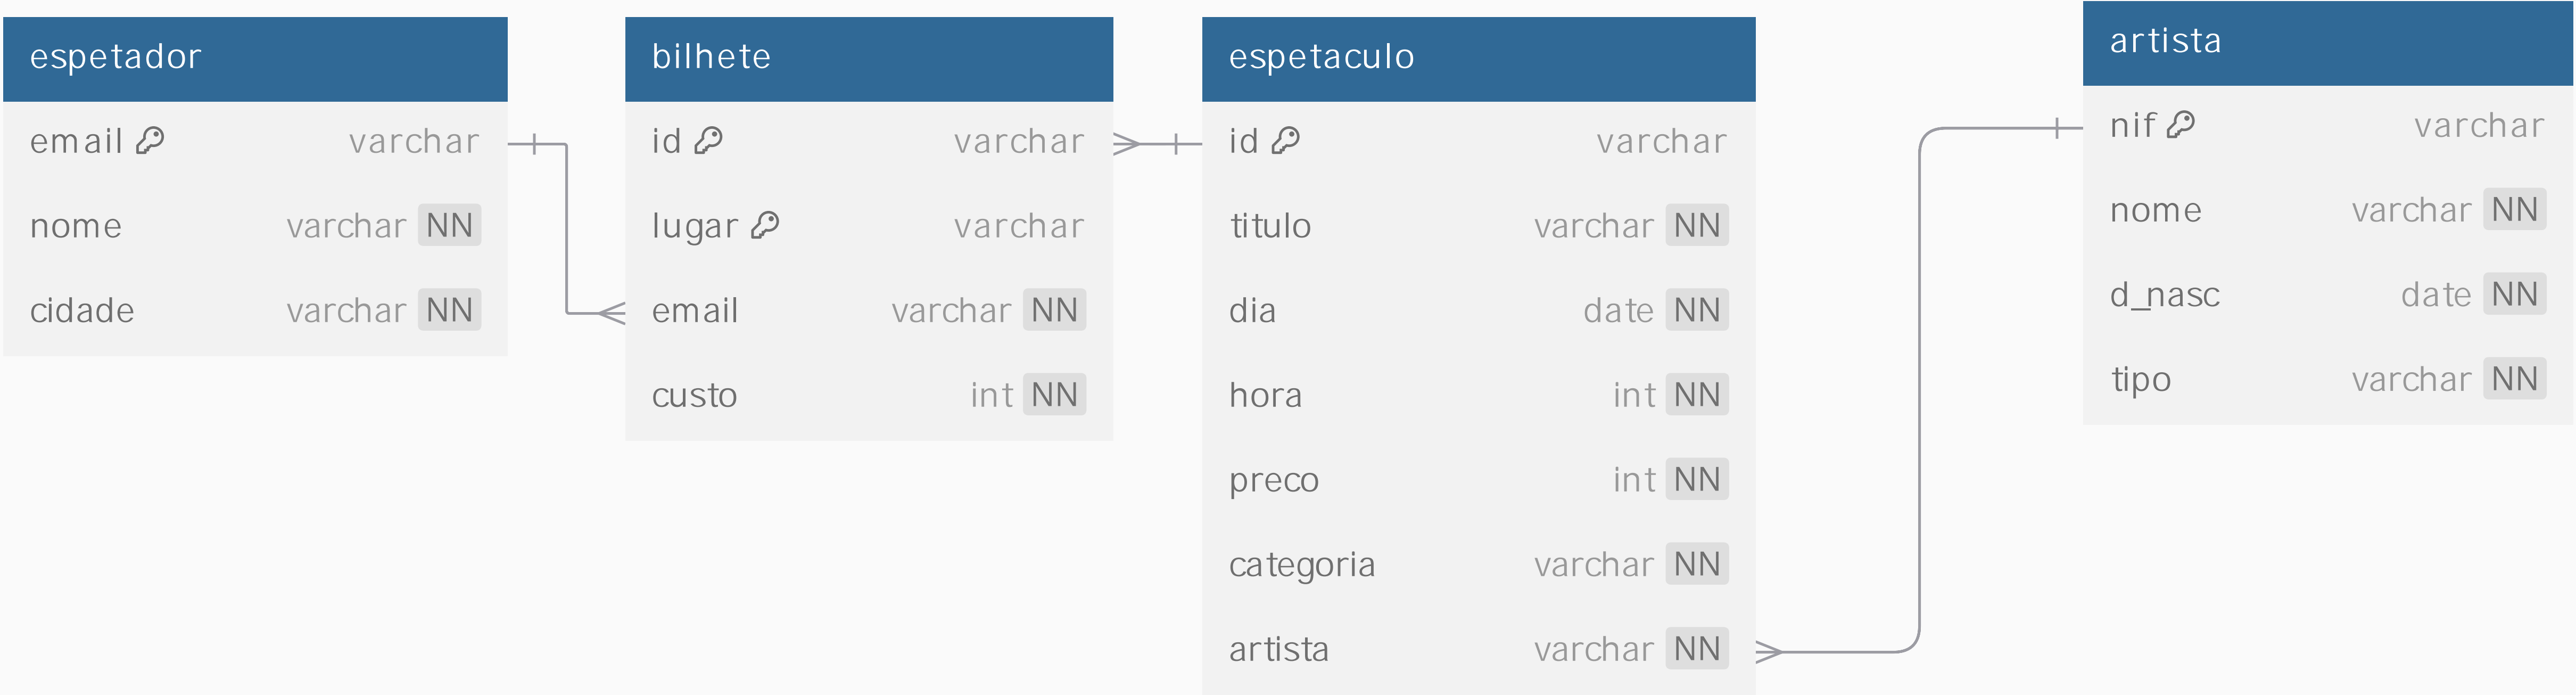 espetador
email varchar
nome varchar NN
cidade varchar NN
bilhete
id varchar
lugar varchar
email varchar NN
custo int NN
espetaculo
id varchar
titulo varchar NN
dia date NN
hora int NN
preco int NN
categoria varchar NN
artista varchar NN
artista
nif varchar
nome varchar NN
d_nasc date NN
tipo varchar NN